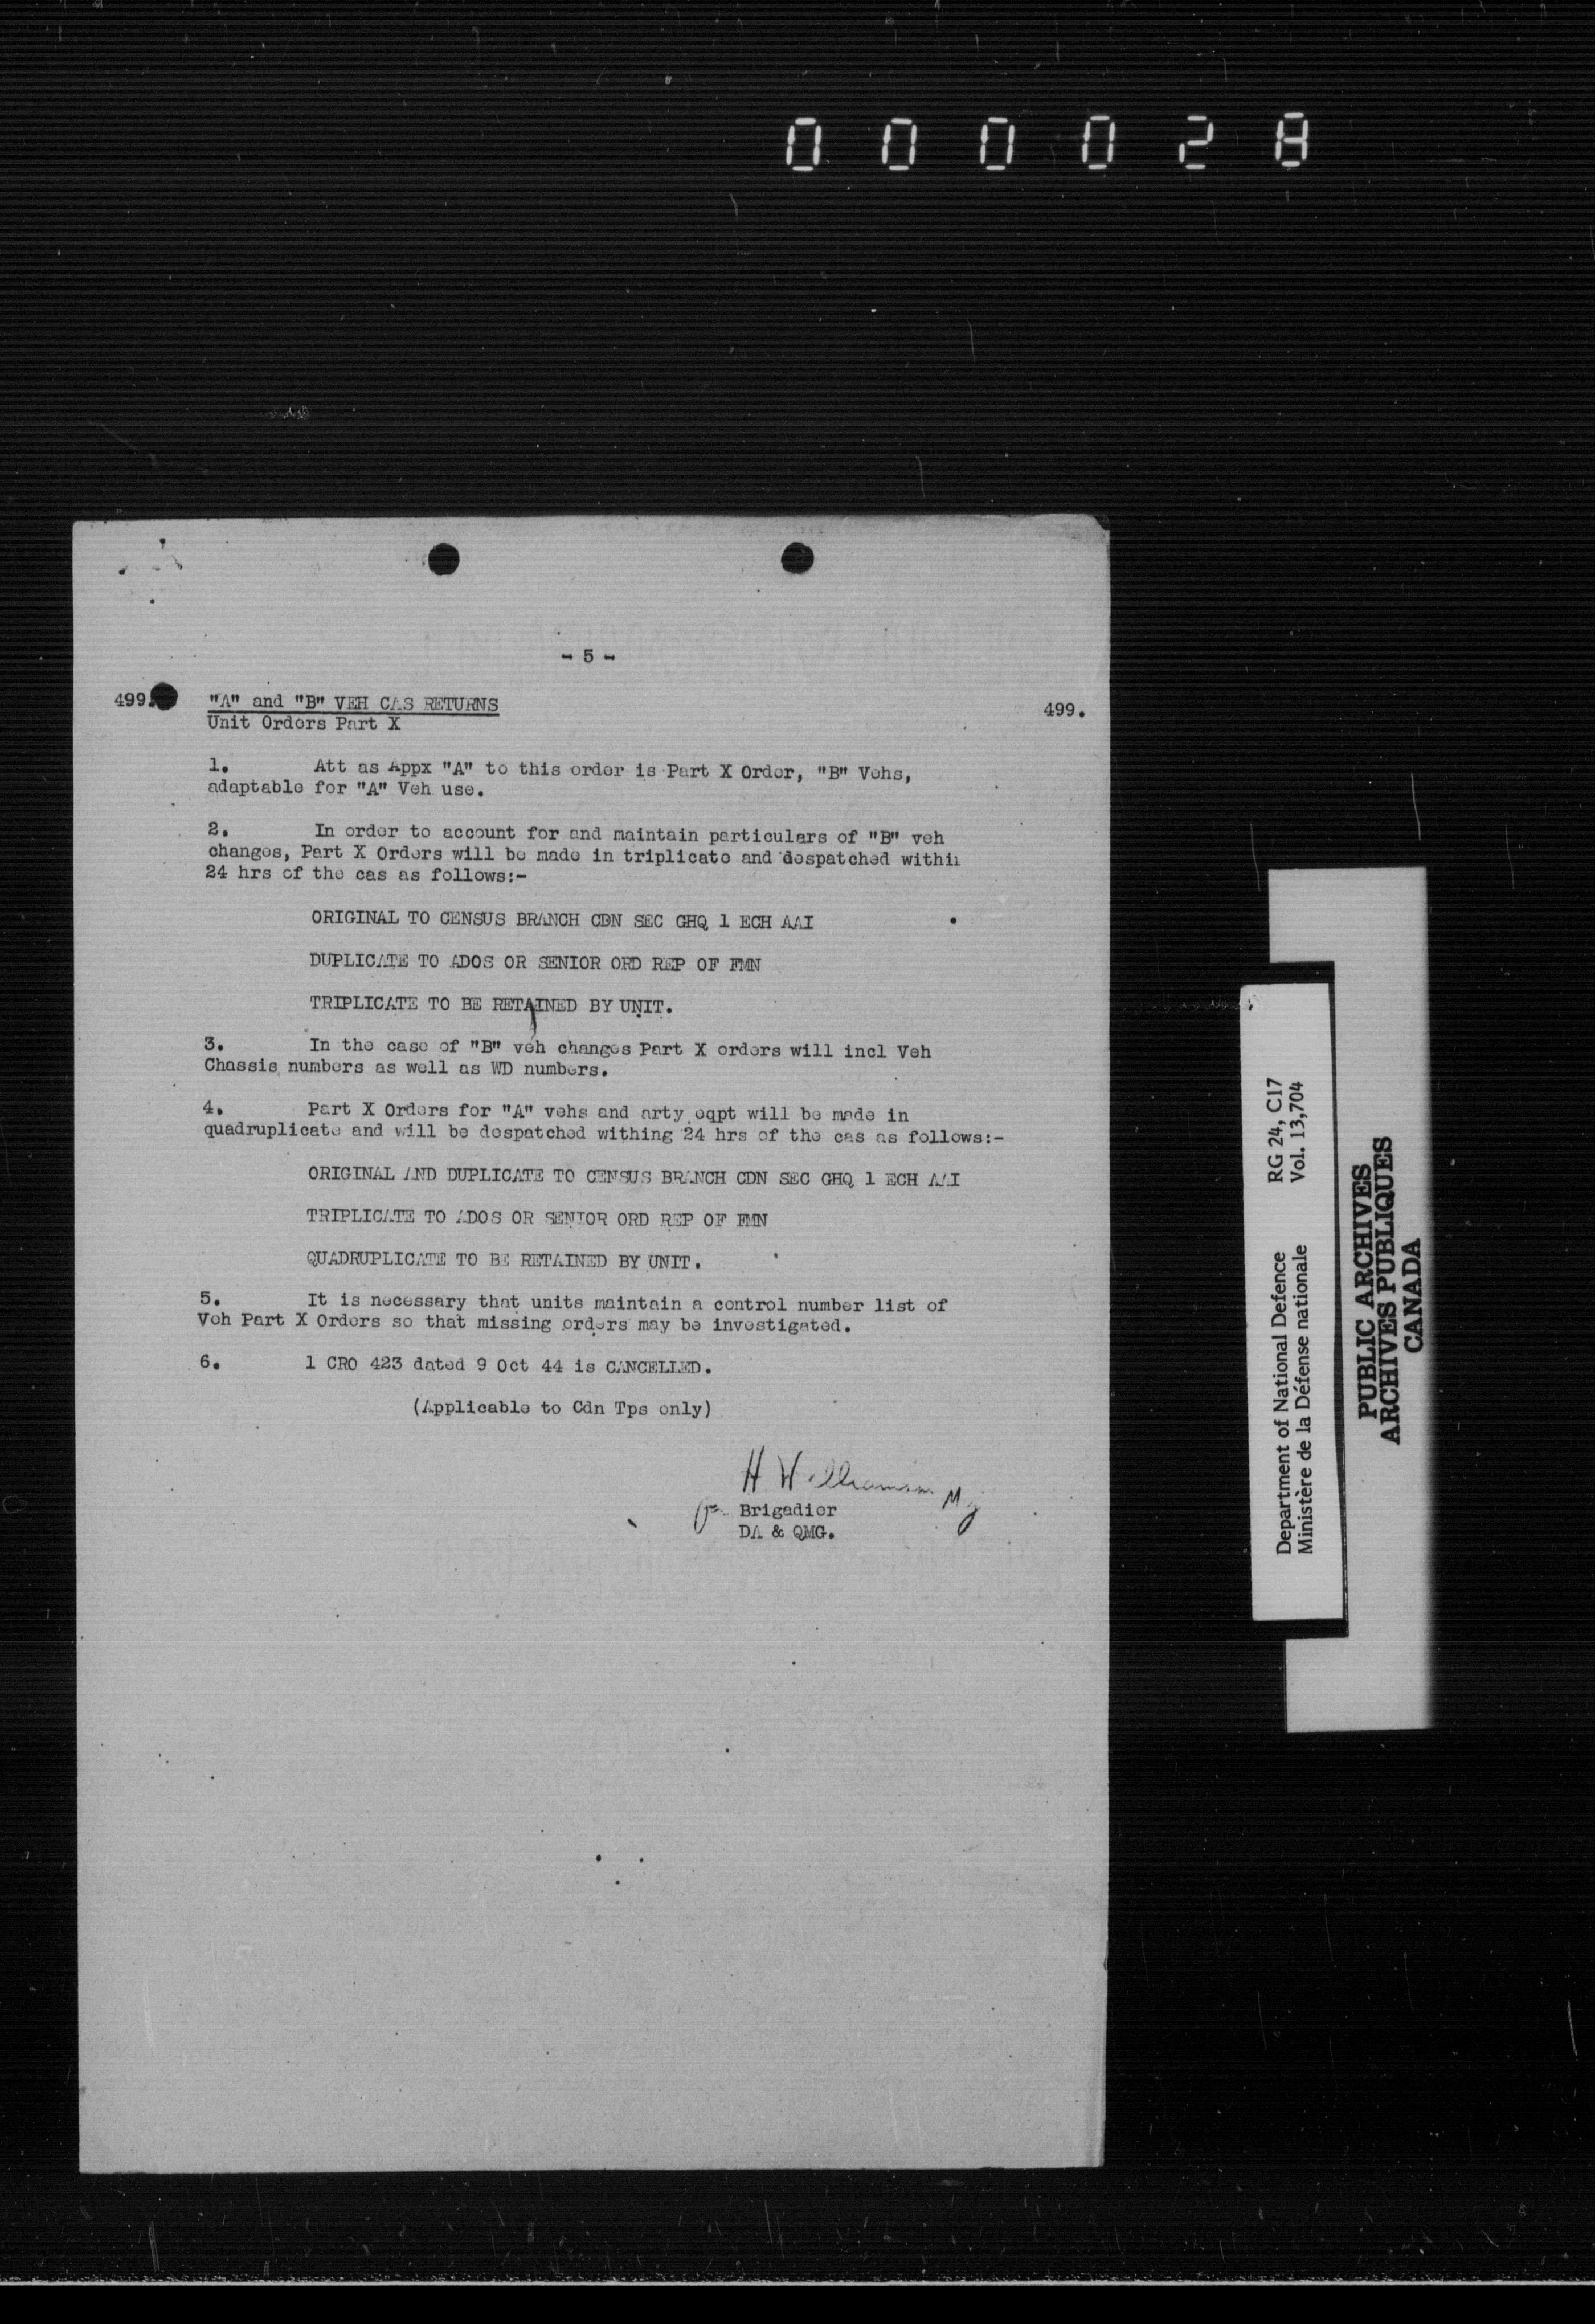 000028
- 5 -
499.
"A" and "B" VEH CAS RETURNS
Unit Orders Part X
499.
1. Att as Appx "A" to this order is Part X Order, "B" Vehs,
adaptable for "A" Veh use.
2. In order to account for and maintain particulars of "B" veh
changes, Part X Orders will be made in triplicate and despatched within
24 hrs of the cas as follows:-
ORIGINAL TO CENSUS BRANCH CDN SEC GHQ 1 ECH AAI
DUPLICATE TO ADOS OR SENIOR ORD REP OF FMN
TRIPLICATE TO BE RETAINED BY UNIT.
3. In the case of "B" veh changes Part X orders will incl Veh
Chassis numbers as well as WD numbers.
4. Part X Orders for "A" vehs and arty eqpt will be made in
quadruplicate and will be despatched withing 24 hrs of the cas as follows:-
ORIGINAL AND DUPLICATE TO CENSUS BRANCH CDN SEC GHQ 1 ECH AAI
TRIPLICATE TO ADOS OR SENIOR ORD REP OF FMN
QUADRUPLICATE TO BE RETAINED BY UNIT.
5. It is necessary that units maintain a control number list of
Veh Part X Orders so that missing orders may be investigated.
6. 1 CRO 423 dated 9 Oct 44 is CANCELLED.
(Applicable to Cdn Tps only)
H Williamson Maj
for Brigadier
DA & QMG.
Department of National Defence RG 24, C17
Ministère de la Défense nationale Vol. 13,704
PUBLIC ARCHIVES
ARCHIVES PUBLIQUES
CANADA